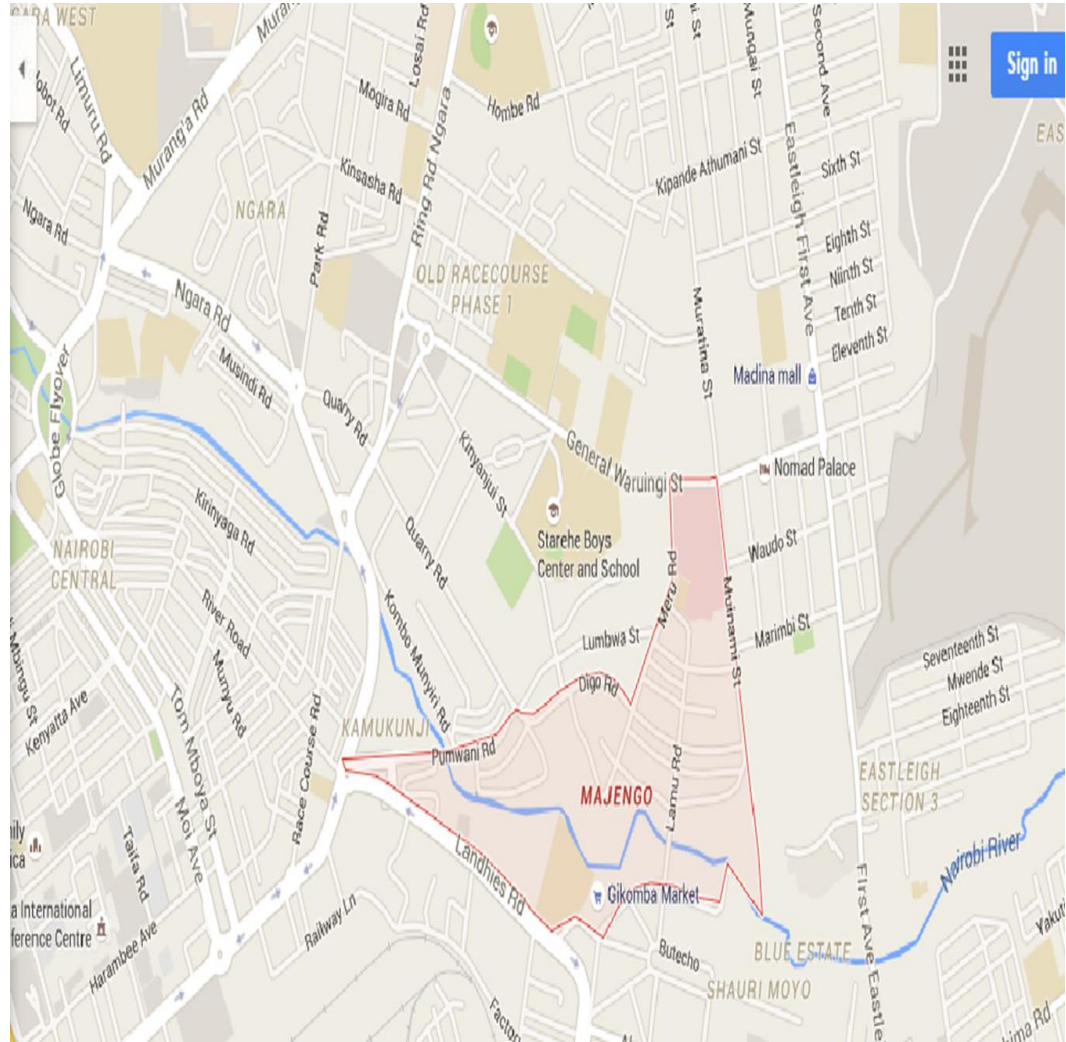 GARA WEST
Limuru Rd
Murang'a Rd
Losai Rd
Mogira Rd
Hombe Rd
Mungai St
Second Ave
Sign in
Kinsasha Rd
Ring Rd Ngara
Kipande Athumani St
Eastleigh First Ave
Sixth St
NGARA
Ngara Rd
Park Rd
Eighth St
Niinth St
Tenth St
Eleventh St
OLD RACECOURSE
PHASE 1
Ngara Rd
Musindi Rd
Quarry Rd
Muratina St
Madina mall
Globe Flyover
Kinyanjui St
General Waruingi St
Nomad Palace
Kirinyaga Rd
Quarry Rd
Starehe Boys
Center and School
Waudo St
NAIROBI
CENTRAL
River Road
Meru Rd
Muinami St
Kombo Munyiri Rd
Lumbwa St
Marimbi St
Seventeenth St
Mwende St
Eighteenth St
Munyu Rd
Digo Rd
Kenyatta Ave
Tom Mboya St
Race Course Rd
KAMUKUNJI
Pumwani Rd
MAJENGO
Lamu Rd
EASTLEIGH
SECTION 3
Moi Ave
Taifa Rd
Landhies Rd
Gikomba Market
Nairobi River
a International
ference Centre
Harambee Ave
Railway Ln
Butecho
BLUE ESTATE
SHAURI MOYO
First Ave Eastlei
Factor